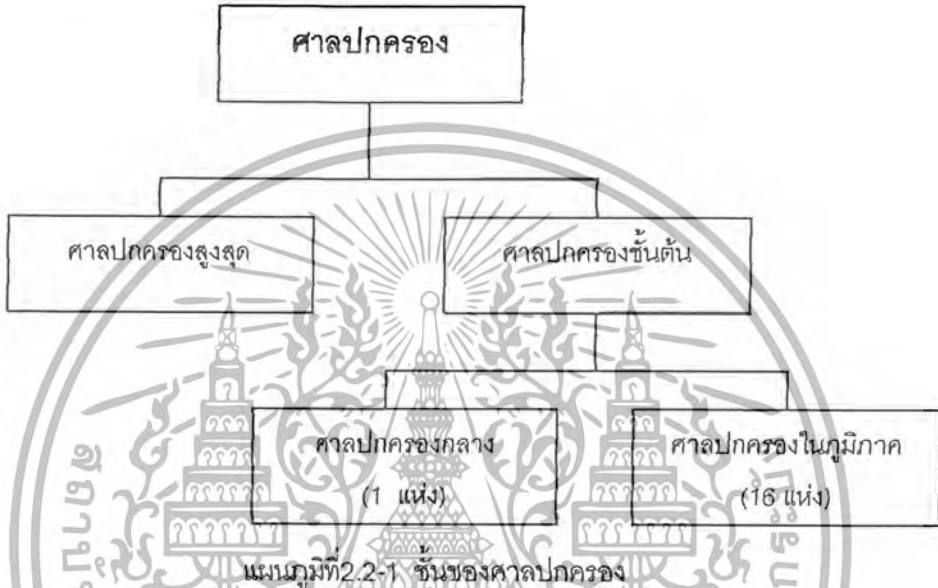 ศาลปกครอง
ศาลปกครองสูงสุด
ศาลปกครองชั้นต้น
ศาลปกครองกลาง
(1 แห่ง)
ศาลปกครองในภูมิภาค
(16 แห่ง)
แผนภูมิที่2.2-1 ชั้นของศาลปกครอง